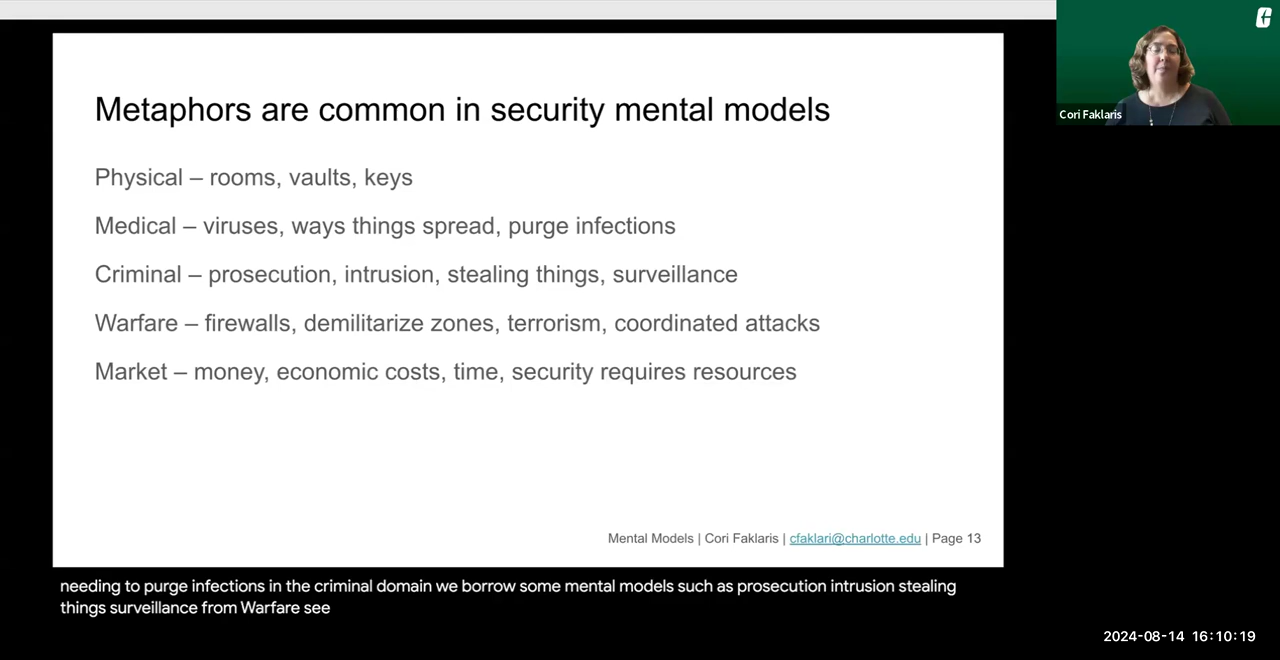 Metaphors are common in security mental models
Physical – rooms, vaults, keys
Medical – viruses, ways things spread, purge infections
Criminal – prosecution, intrusion, stealing things, surveillance
Warfare – firewalls, demilitarize zones, terrorism, coordinated attacks
Market – money, economic costs, time, security requires resources
Mental Models | Cori Faklaris | cfaklari@charlotte.edu | Page 13
Cori Faklaris
needing to purge infections in the criminal domain we borrow some mental models such as prosecution intrusion stealing
things surveillance from Warfare see
2024-08-14 16:10:19